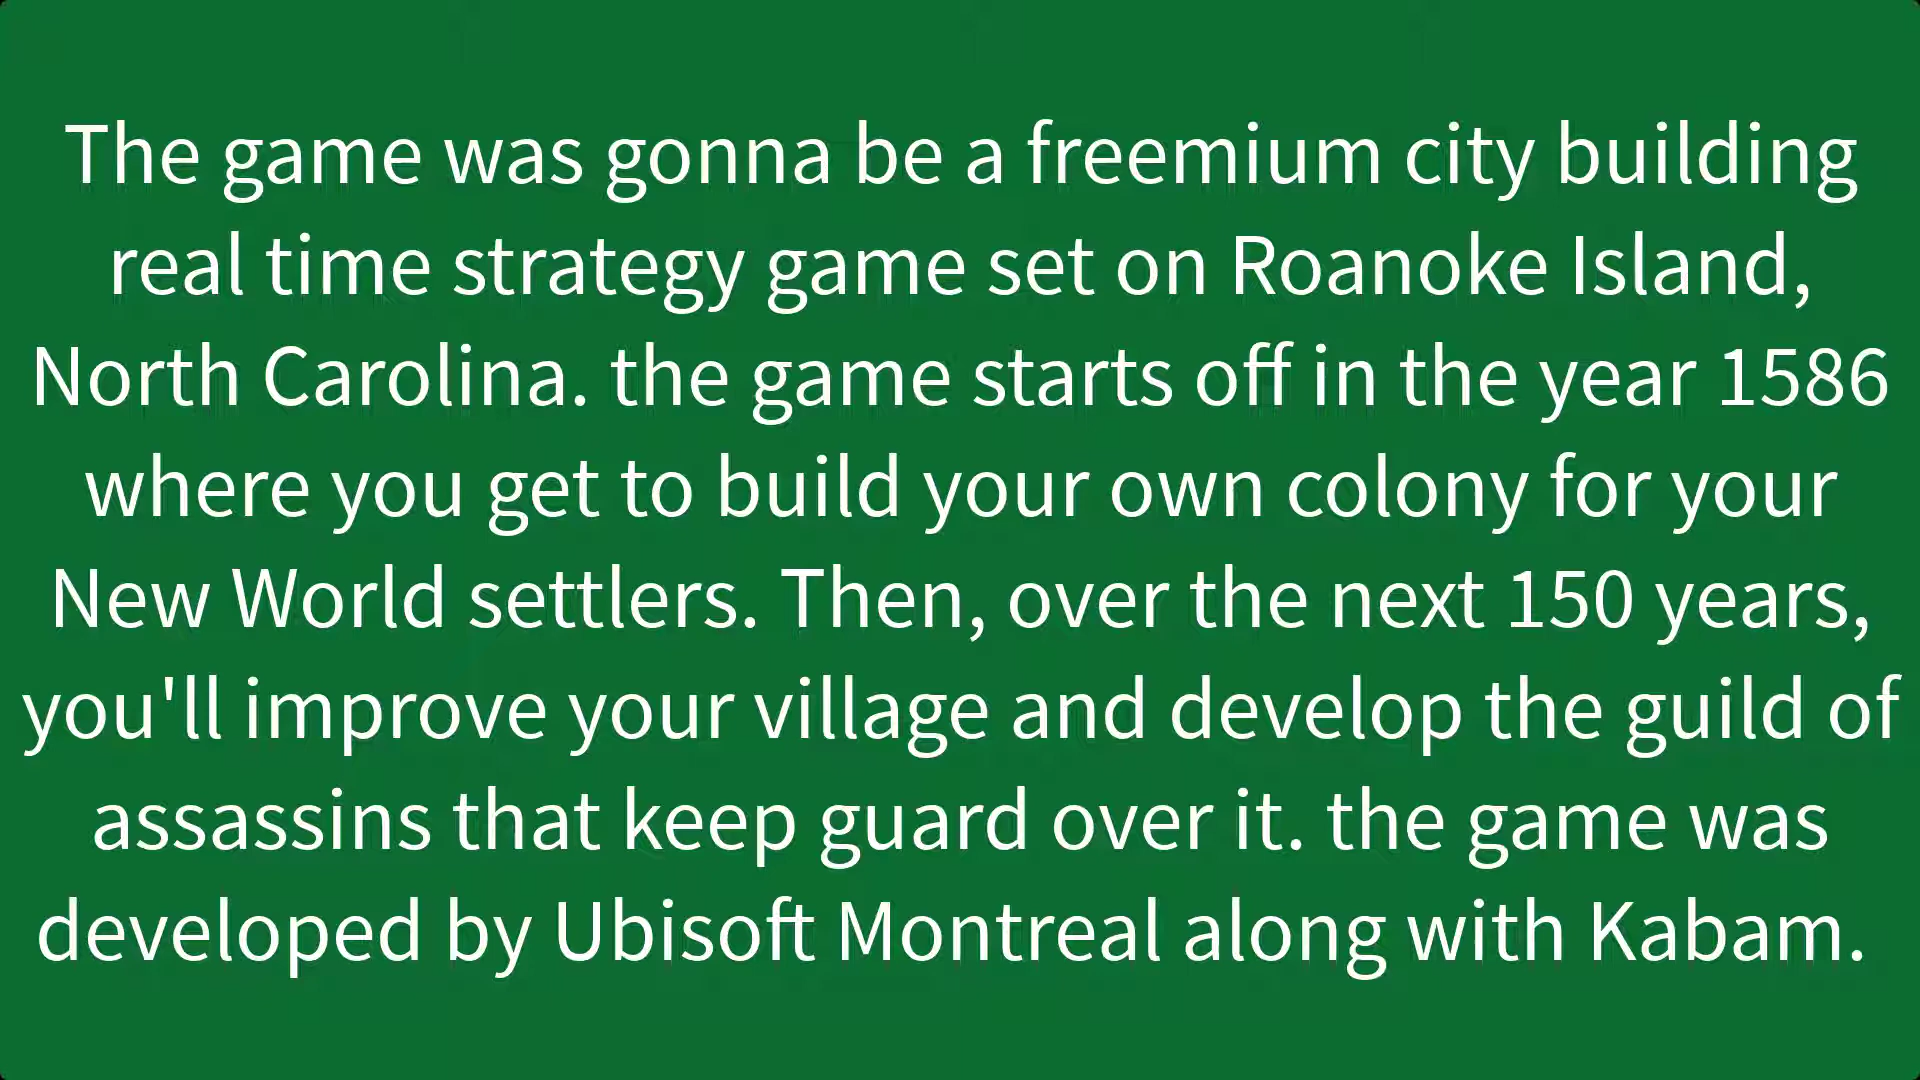 The game was gonna be a freemium city building
real time strategy game set on Roanoke Island,
North Carolina. the game starts off in the year 1586
where you get to build your own colony for your
New World settlers. Then, over the next 150 years,
you'll improve your village and develop the guild of
assassins that keep guard over it. the game was
developed by Ubisoft Montreal along with Kabam.